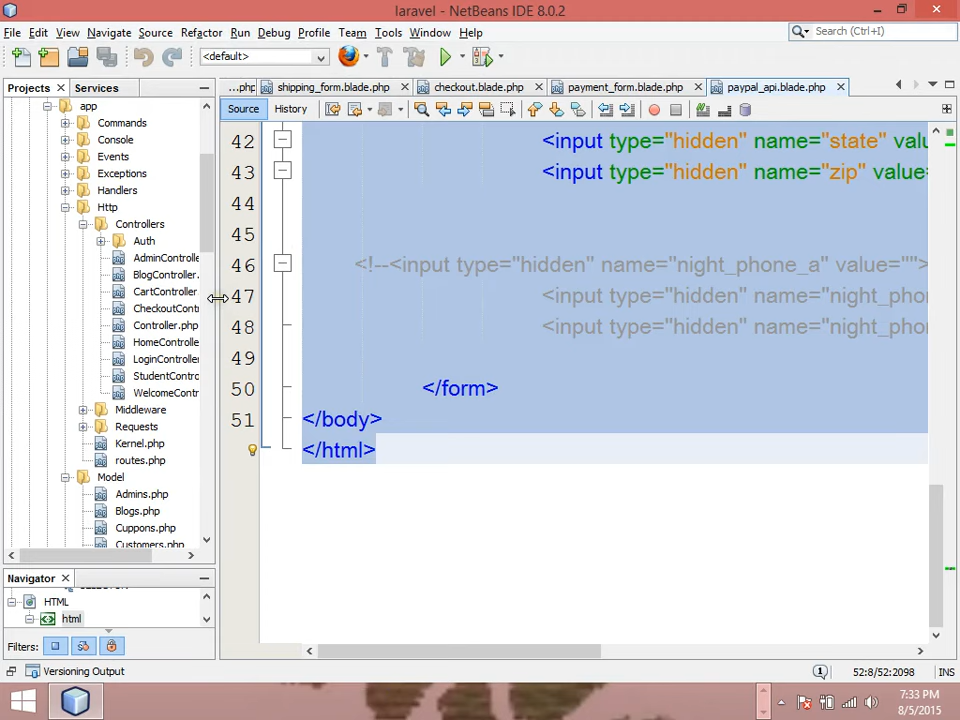 laravel - NetBeans IDE 8.0.2
File Edit View Navigate Source Refactor Run Debug Profile Team Tools Window Help
Search (Ctrl+I)
<default>
Projects Services
...php shipping_form.blade.php checkout.blade.php payment_form.blade.php paypal_api.blade.php
Source History
app
Commands
Console
Events
Exceptions
Handlers
Http
Controllers
Auth
AdminControlle
BlogController.
CartController
CheckoutCont
Controller.php
HomeControlle
LoginControlle
StudentContro
WelcomeContr
Middleware
Requests
Kernel.php
routes.php
Model
Admins.php
Blogs.php
Cuppons.php
Customers.php
42 <input type="hidden" name="state" valu
43 <input type="hidden" name="zip" value=
44
45
46 <!--<input type="hidden" name="night_phone_a" value="">
47 <input type="hidden" name="night_phon
48 <input type="hidden" name="night_phon
49
50 </form>
51 </body>
</html>
Navigator
HTML
html
Filters:
Versioning Output
1
52:8/52:2098 INS
7:33 PM
8/5/2015